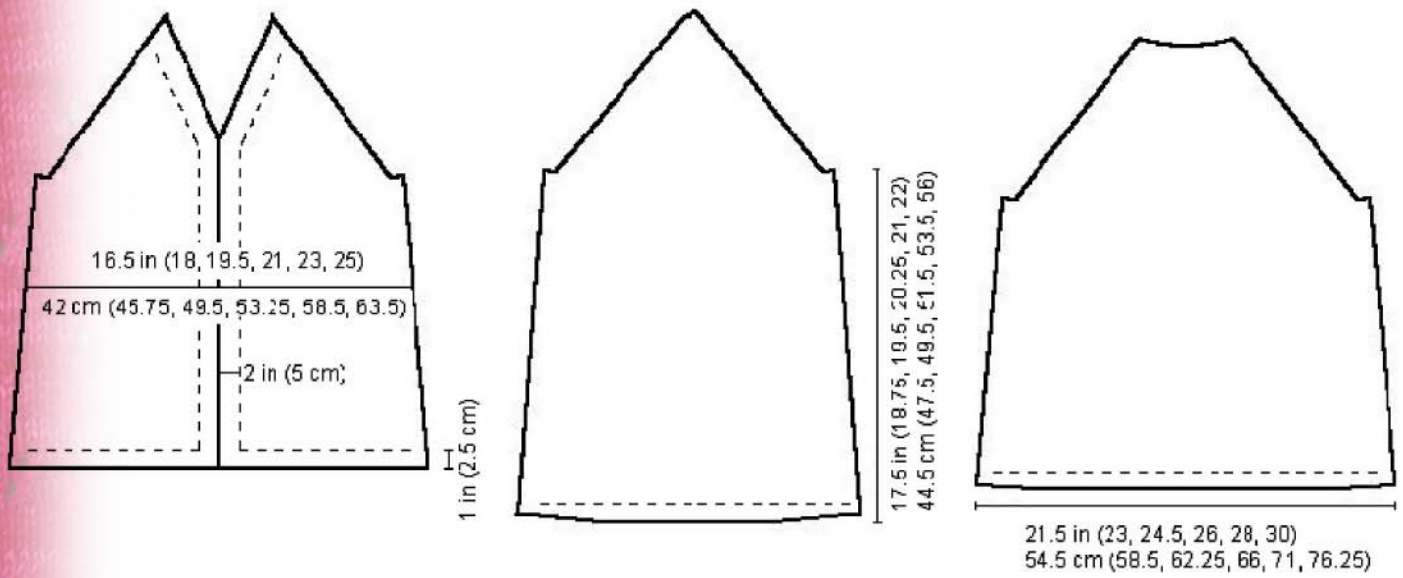 16.5 in (18, 19.5, 21, 23, 25)
42 cm (45.75, 49.5, 53.25, 58.5, 63.5)
2 in (5 cm)
1 in (2.5 cm)
17.5 in (18.75, 19.5, 20.25, 21, 22)
44.5 cm (47.5, 49.5, 51.5, 53.5, 56)
21.5 in (23, 24.5, 26, 28, 30)
54.5 cm (58.5, 62.25, 66, 71, 76.25)